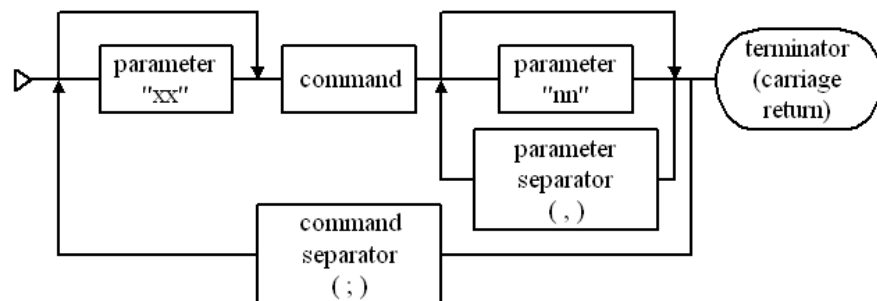 parameter
"xx"
command
parameter
"nn"
terminator
(carriage
return)
parameter
separator
( , )
command
separator
( ; )